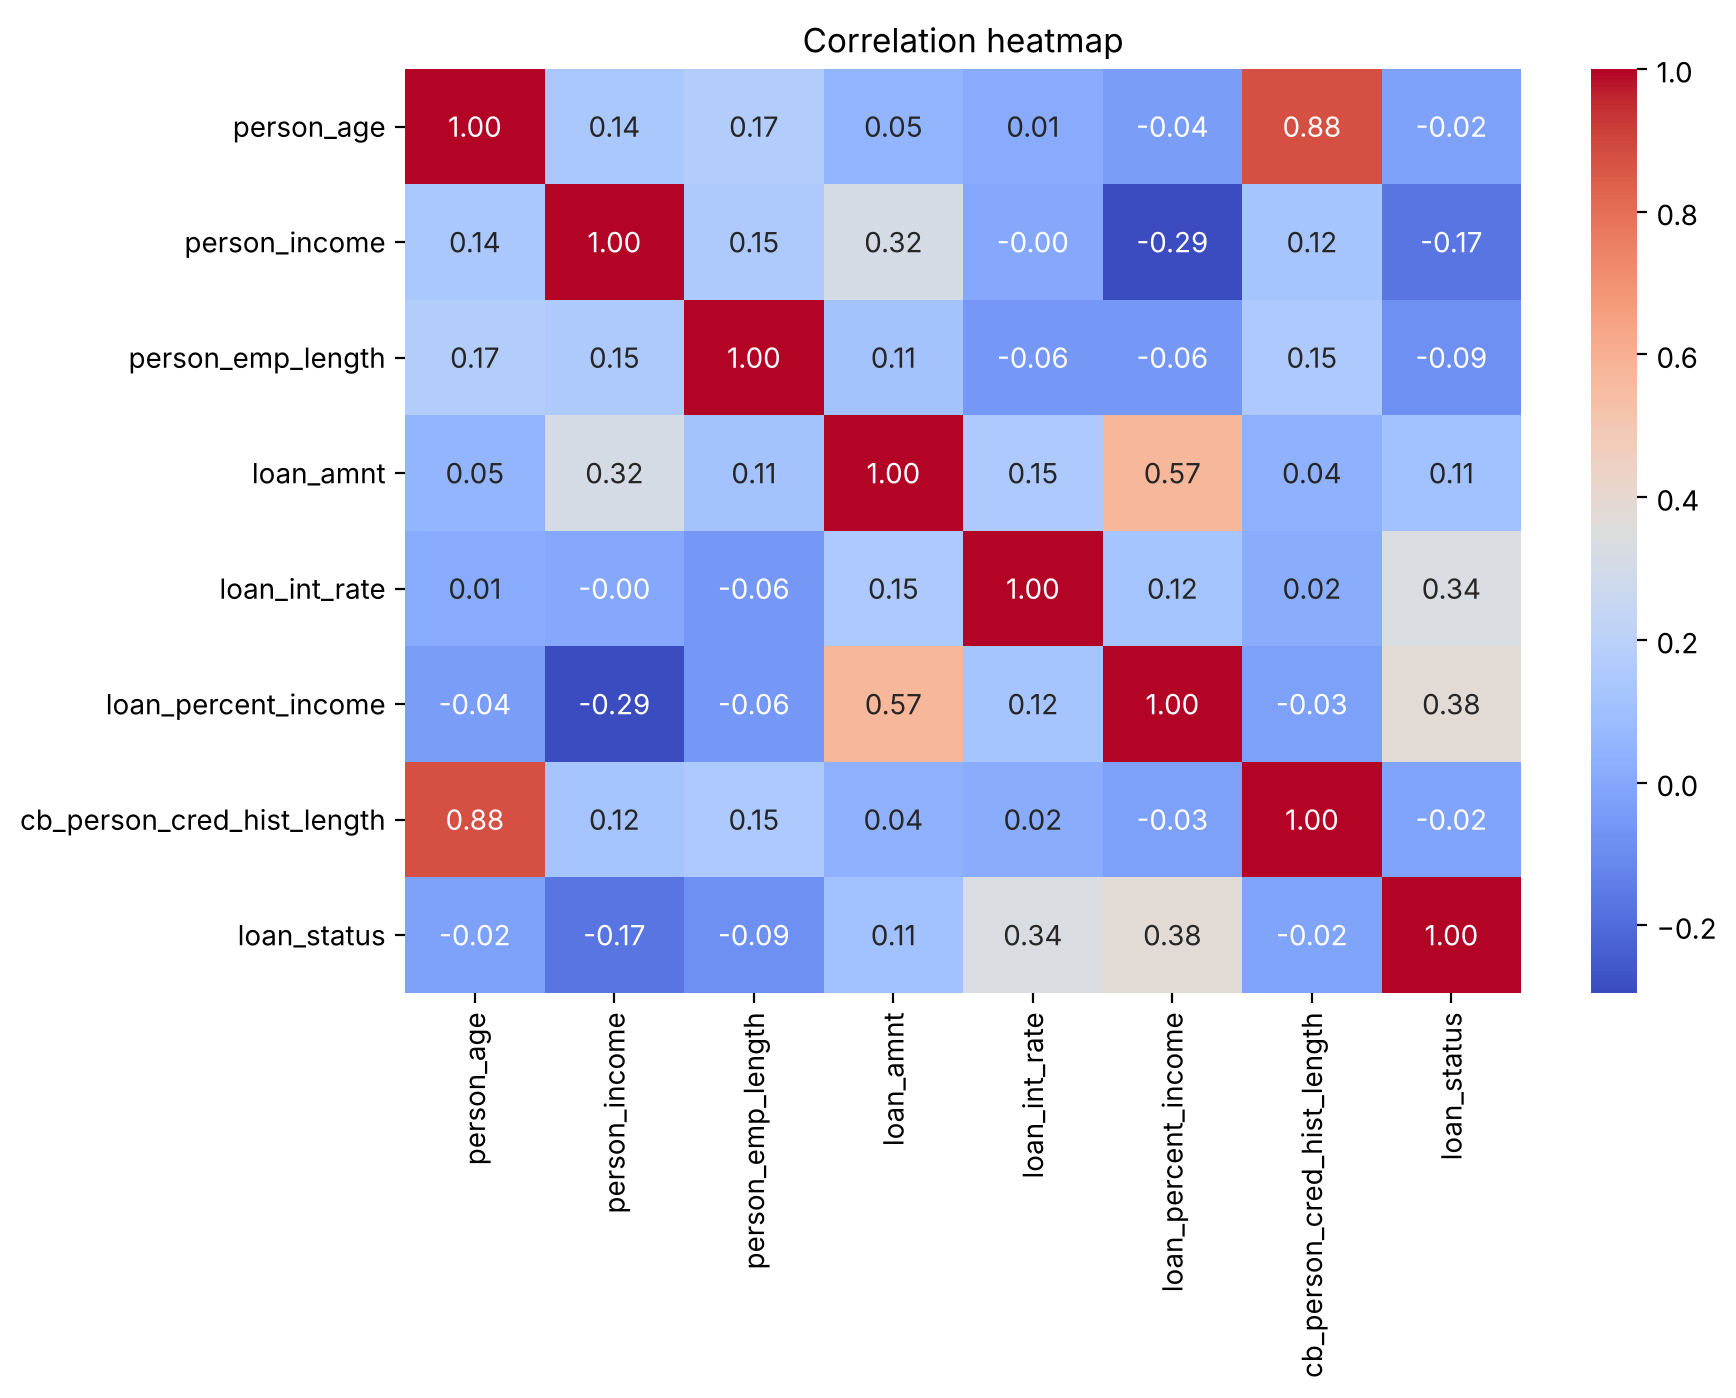 Correlation heatmap
person_age 1.00 0.14 0.17 0.05 0.01 -0.04 0.88 -0.02
person_income 0.14 1.00 0.15 0.32 -0.00 -0.29 0.12 -0.17
person_emp_length 0.17 0.15 1.00 0.11 -0.06 -0.06 0.15 -0.09
loan_amnt 0.05 0.32 0.11 1.00 0.15 0.57 0.04 0.11
loan_int_rate 0.01 -0.00 -0.06 0.15 1.00 0.12 0.02 0.34
loan_percent_income -0.04 -0.29 -0.06 0.57 0.12 1.00 -0.03 0.38
cb_person_cred_hist_length 0.88 0.12 0.15 0.04 0.02 -0.03 1.00 -0.02
loan_status -0.02 -0.17 -0.09 0.11 0.34 0.38 -0.02 1.00
person_age
person_income
person_emp_length
loan_amnt
loan_int_rate
loan_percent_income
cb_person_cred_hist_length
loan_status
1.0
0.8
0.6
0.4
0.2
0.0
−0.2